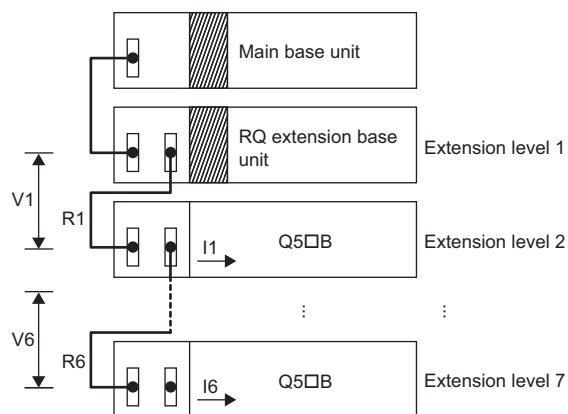 Main base unit
RQ extension base
unit
Extension level 1
V1
R1
I1
Q5□B
Extension level 2
⋮
⋮
V6
R6
I6
Q5□B
Extension level 7